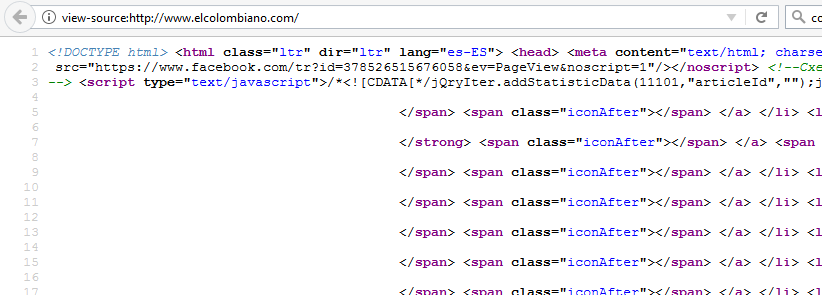 view-source:http://www.elcolombiano.com/
1 <!DOCTYPE html> <html class="ltr" dir="ltr" lang="es-ES"> <head> <meta content="text/html; charse
2 src="https://www.facebook.com/tr?id=378526515676058&ev=PageView&noscript=1"/></noscript> <!--Cxe
3 --> <script type="text/javascript">/*<![CDATA[*/jQryIter.addStatisticData(11101,"articleId","");j
4
5 </span> <span class="iconAfter"></span> </a> </li> <l
6
7 </strong> <span class="iconAfter"></span> </a> <span
8
9 </span> <span class="iconAfter"></span> </a> </li> <l
10
11 </span> <span class="iconAfter"></span> </a> </li> <l
12
13 </span> <span class="iconAfter"></span> </a> </li> <l
14
15 </span> <span class="iconAfter"></span> </a> </li> <l
16
17 </span> <span class="iconAfter"></span> </a> </li> <l